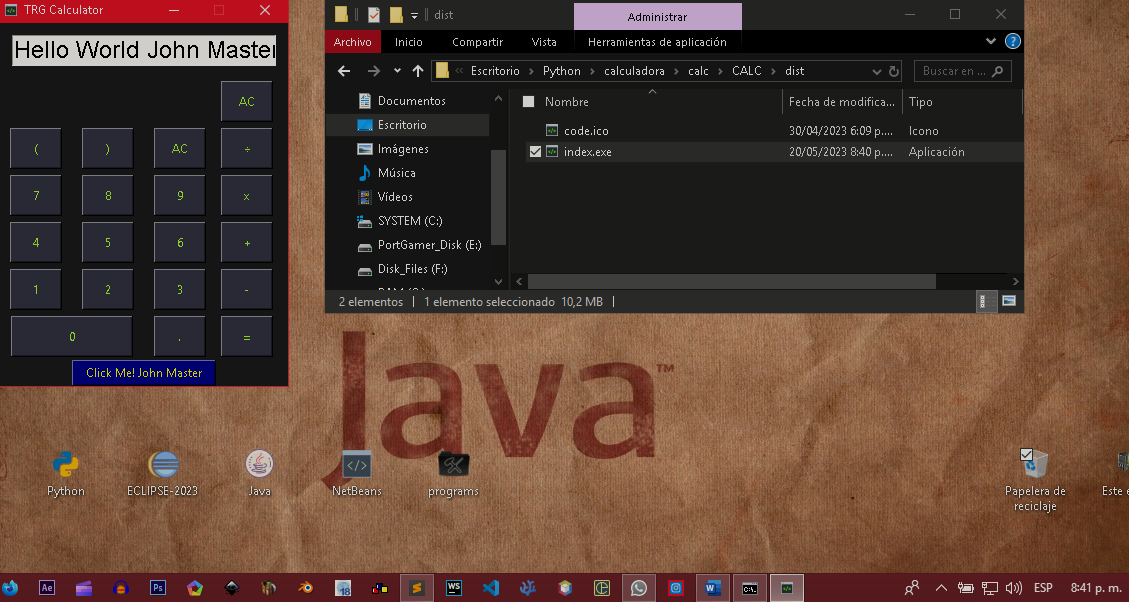 TRG Calculator
Hello World John Master
AC
( ) AC ÷
7 8 9 x
4 5 6 +
1 2 3 -
0 . =
Click Me! John Master
dist
Administrar
Archivo Inicio Compartir Vista Herramientas de aplicación
« Escritorio › Python › calculadora › calc › CALC › dist
Buscar en ...
Documentos
Escritorio
Imágenes
Música
Vídeos
SYSTEM (C:)
PortGamer_Disk (E:)
Disk_Files (F:)
Nombre Fecha de modifica... Tipo
code.ico 30/04/2023 6:09 p.... Icono
index.exe 20/05/2023 8:40 p.... Aplicación
2 elementos 1 elemento seleccionado 10,2 MB
Java™
Python
ECLIPSE-2023
Java
NetBeans
programs
Papelera de
reciclaje
Este e
Ae
Ps
18
WS
W
C:\.
ESP
8:41 p. m.